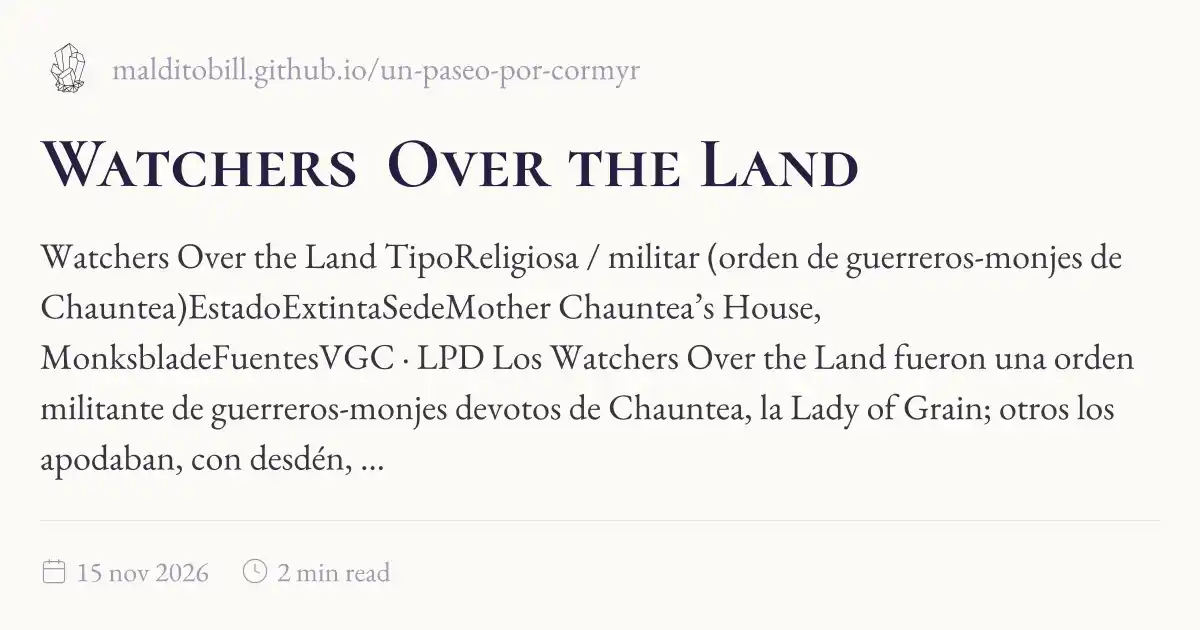 malditobill.github.io/un-paseo-por-cormyr
Watchers Over the Land
Watchers Over the Land TipoReligiosa / militar (orden de guerreros-monjes de
Chauntea)EstadoExtintaSedeMother Chauntea’s House,
MonksbladeFuentesVGC · LPD Los Watchers Over the Land fueron una orden
militante de guerreros-monjes devotos de Chauntea, la Lady of Grain; otros los
apodaban, con desdén, ...
15 nov 2026 2 min read